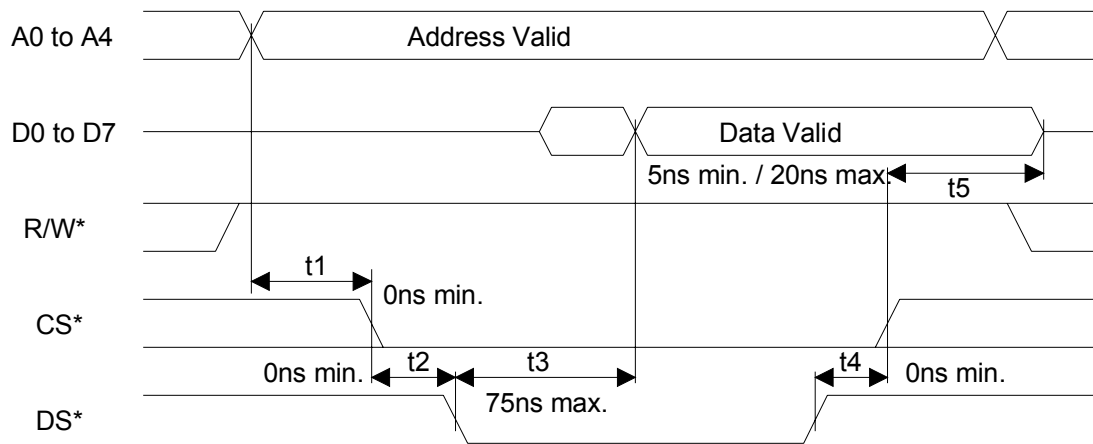 A0 to A4
Address Valid
D0 to D7
Data Valid
5ns min. / 20ns max.
t5
R/W*
t1
0ns min.
CS*
0ns min.
t2
t3
t4
0ns min.
75ns max.
DS*